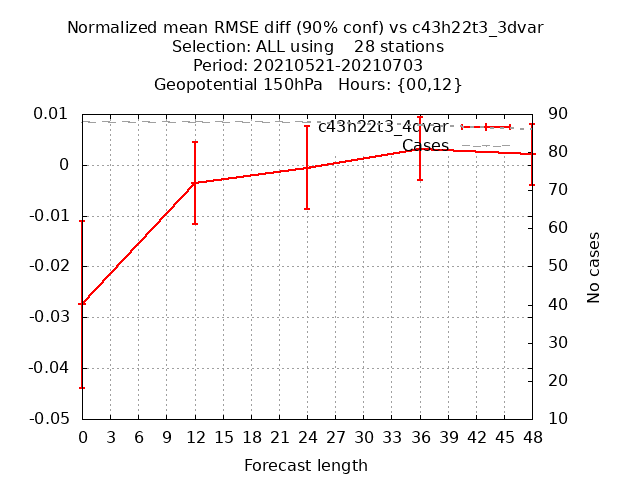 Normalized mean RMSE diff (90% conf) vs c43h22t3_3dvar
Selection: ALL using    28 stations
Period: 20210521-20210703
Geopotential 150hPa   Hours: {00,12}
0.01
0
-0.01
-0.02
-0.03
-0.04
-0.05
c43h22t3_4dvar
Cases
90
80
70
60
50
40
30
20
10
No cases
0 3 6 9 12 15 18 21 24 27 30 33 36 39 42 45 48
Forecast length